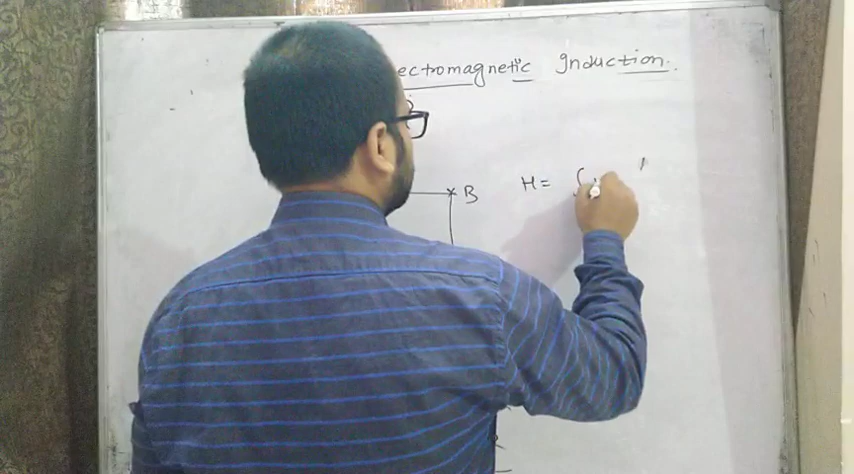 ectromagnetic Induction.
B
H = ∫
R